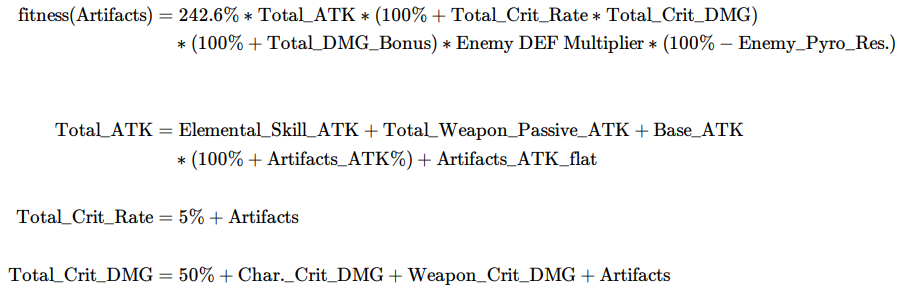 fitness(Artifacts) = 242.6% * Total_ATK * (100% + Total_Crit_Rate * Total_Crit_DMG)
* (100% + Total_DMG_Bonus) * Enemy DEF Multiplier * (100% − Enemy_Pyro_Res.)
Total_ATK = Elemental_Skill_ATK + Total_Weapon_Passive_ATK + Base_ATK
* (100% + Artifacts_ATK%) + Artifacts_ATK_flat
Total_Crit_Rate = 5% + Artifacts
Total_Crit_DMG = 50% + Char._Crit_DMG + Weapon_Crit_DMG + Artifacts